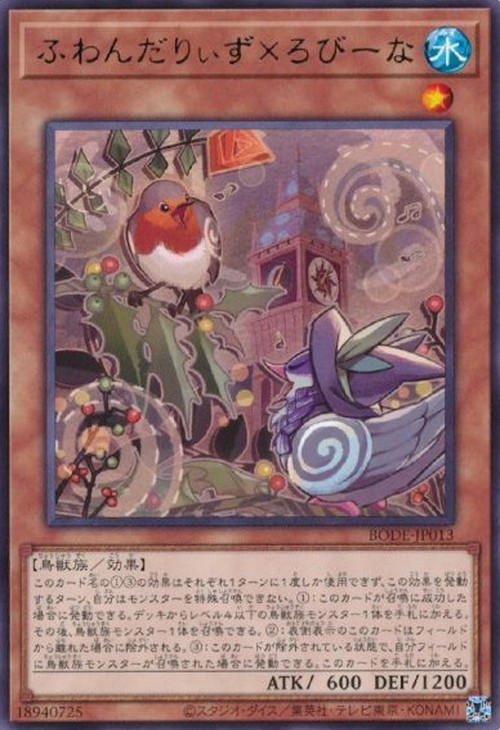 ふわんだりぃず×ろびーな
水
BODE-JP013
【鳥獣族/効果】
このカード名の①③の効果はそれぞれ1ターンに1度しか使用できず、この効果を発動
するターン、自分はモンスターを特殊召喚できない。①:このカードが召喚に成功した
場合に発動できる。デッキからレベル4以下の鳥獣族モンスター1体を手札に加える。
その後、鳥獣族モンスター1体を召喚できる。②:表側表示のこのカードはフィールド
から離れた場合に除外される。③:このカードが除外されている状態で、自分フィールド
に鳥獣族モンスターが召喚された場合に発動できる。このカードを手札に加える。
ATK/ 600 DEF/1200
18940725
©スタジオ・ダイス/集英社・テレビ東京・KONAMI